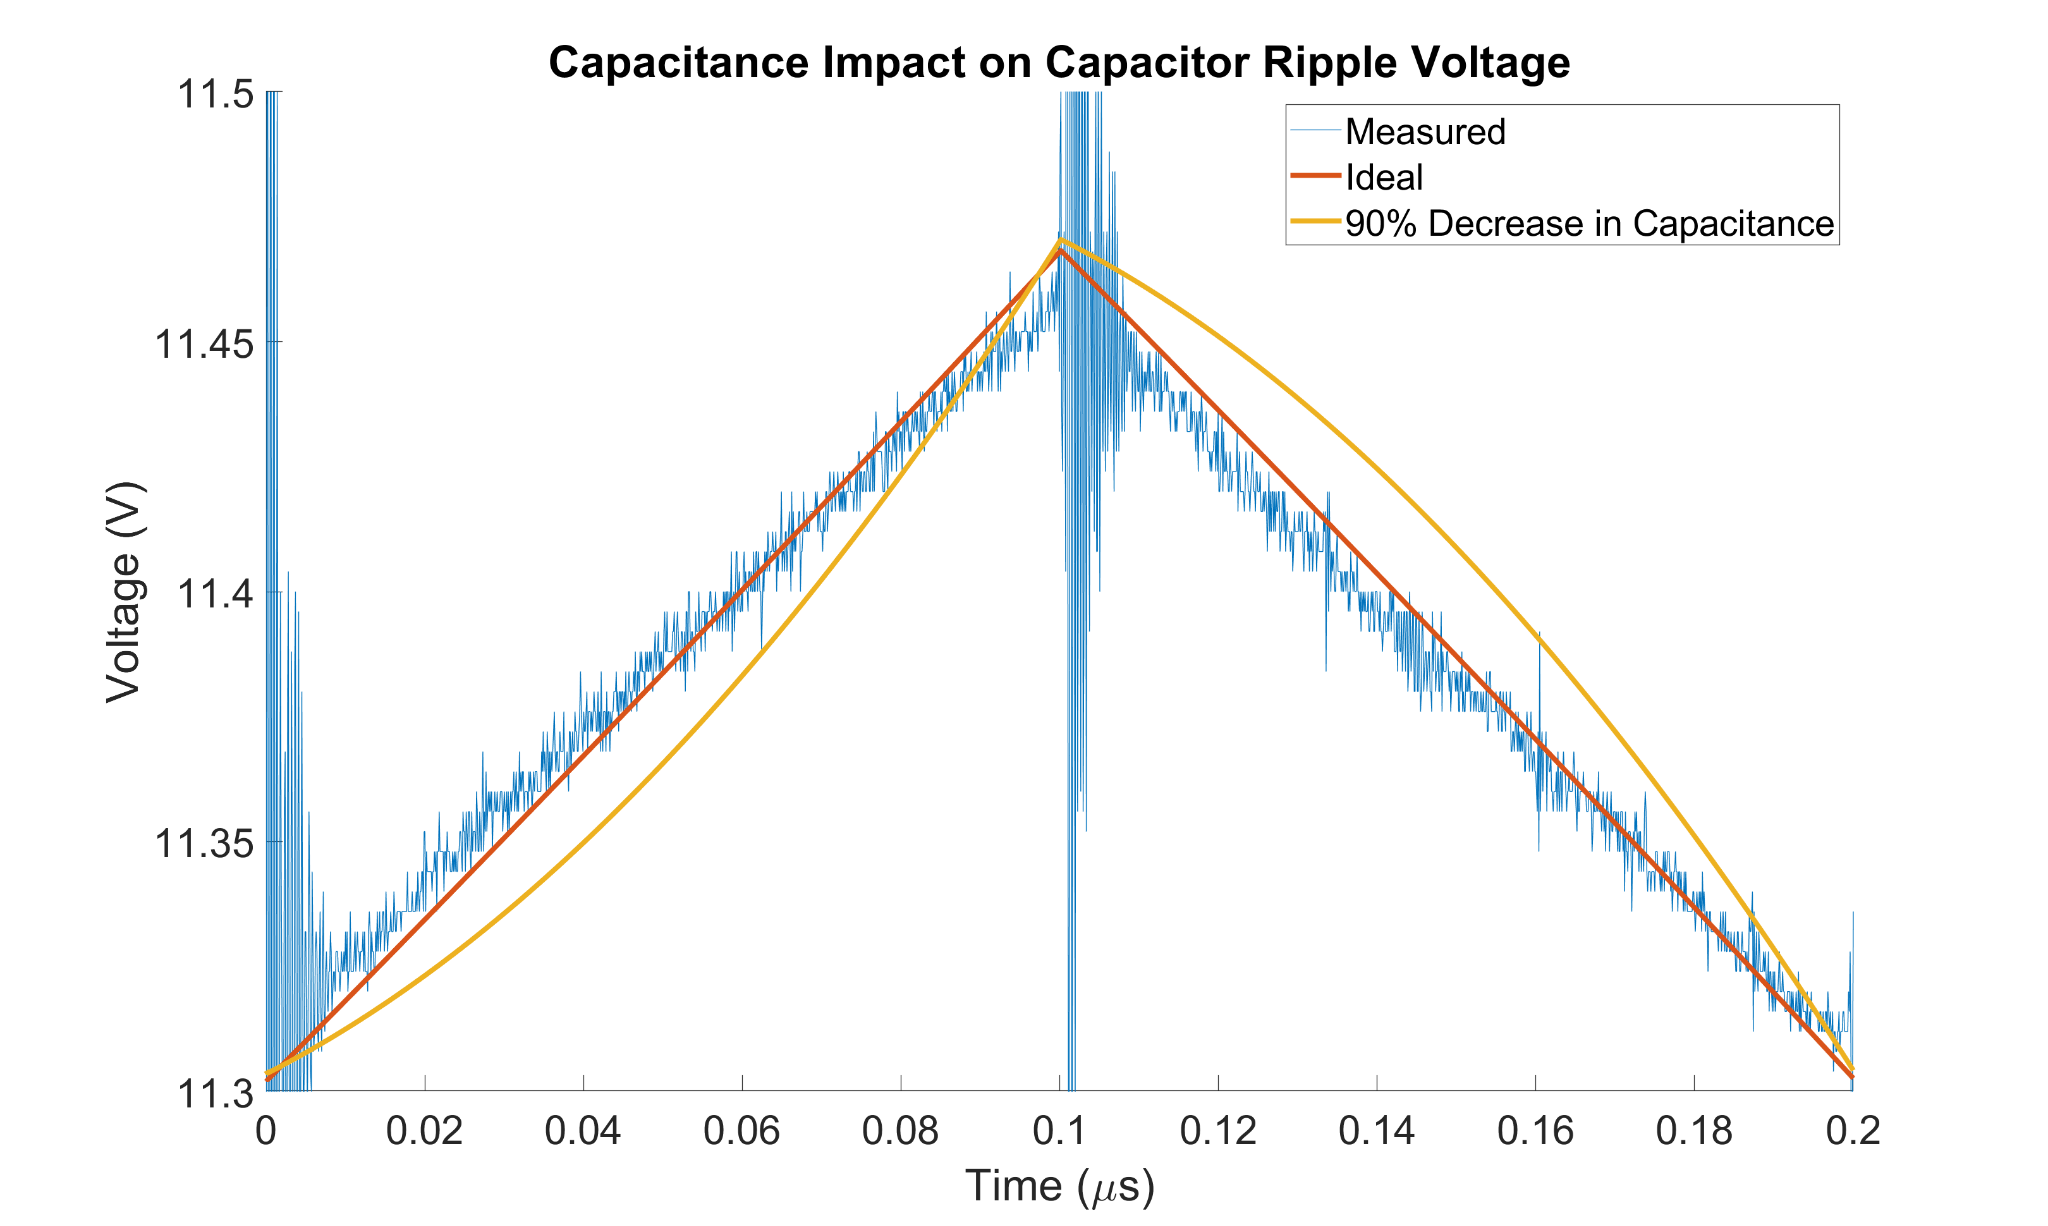 Capacitance Impact on Capacitor Ripple Voltage
11.5
Measured
Ideal
90% Decrease in Capacitance
11.45
11.4
11.35
11.3
Voltage (V)
0 0.02 0.04 0.06 0.08 0.1 0.12 0.14 0.16 0.18 0.2
Time (μs)